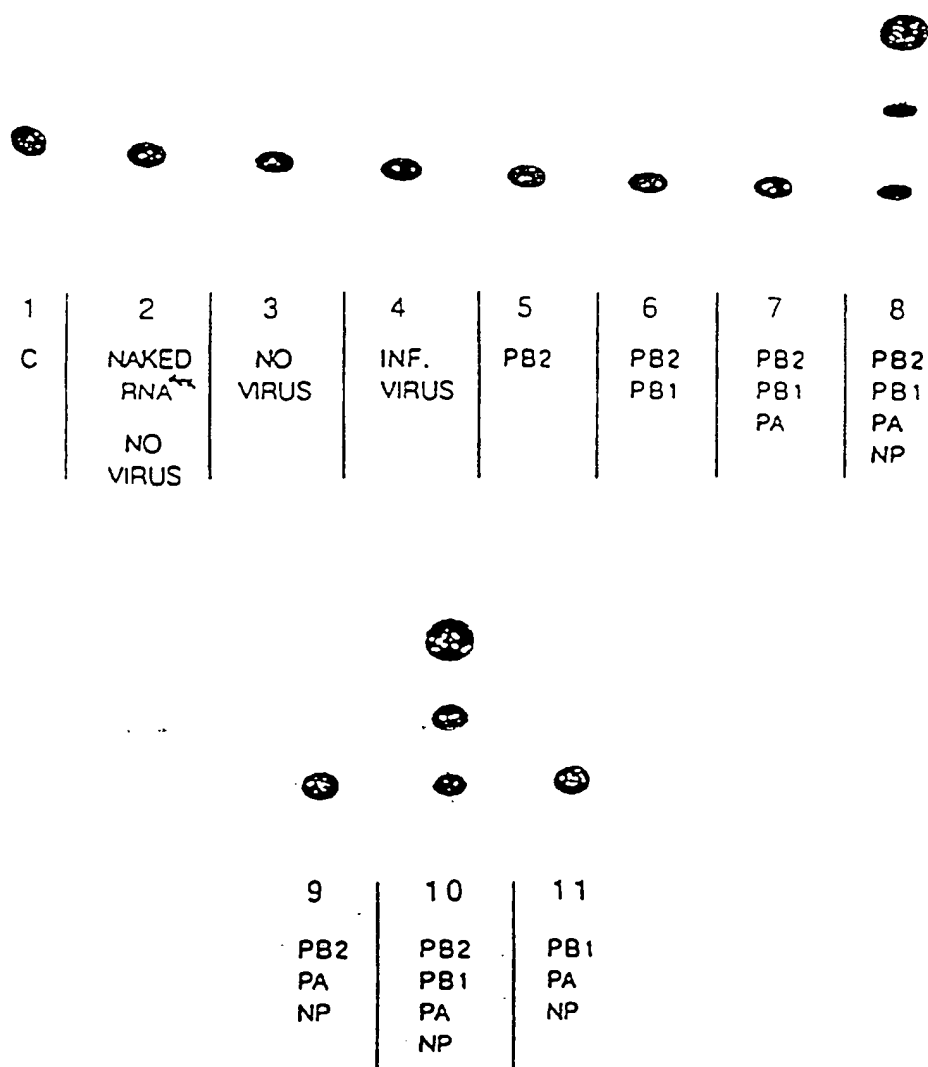 1 2 3 4 5 6 7 8
C NAKED NO INF. PB2 PB2 PB2 PB2
RNA VIRUS VIRUS PB1 PB1 PB1
PA PA
NO NP
VIRUS
9 10 11
PB2 PB2 PB1
PA PB1 PA
NP PA NP
NP